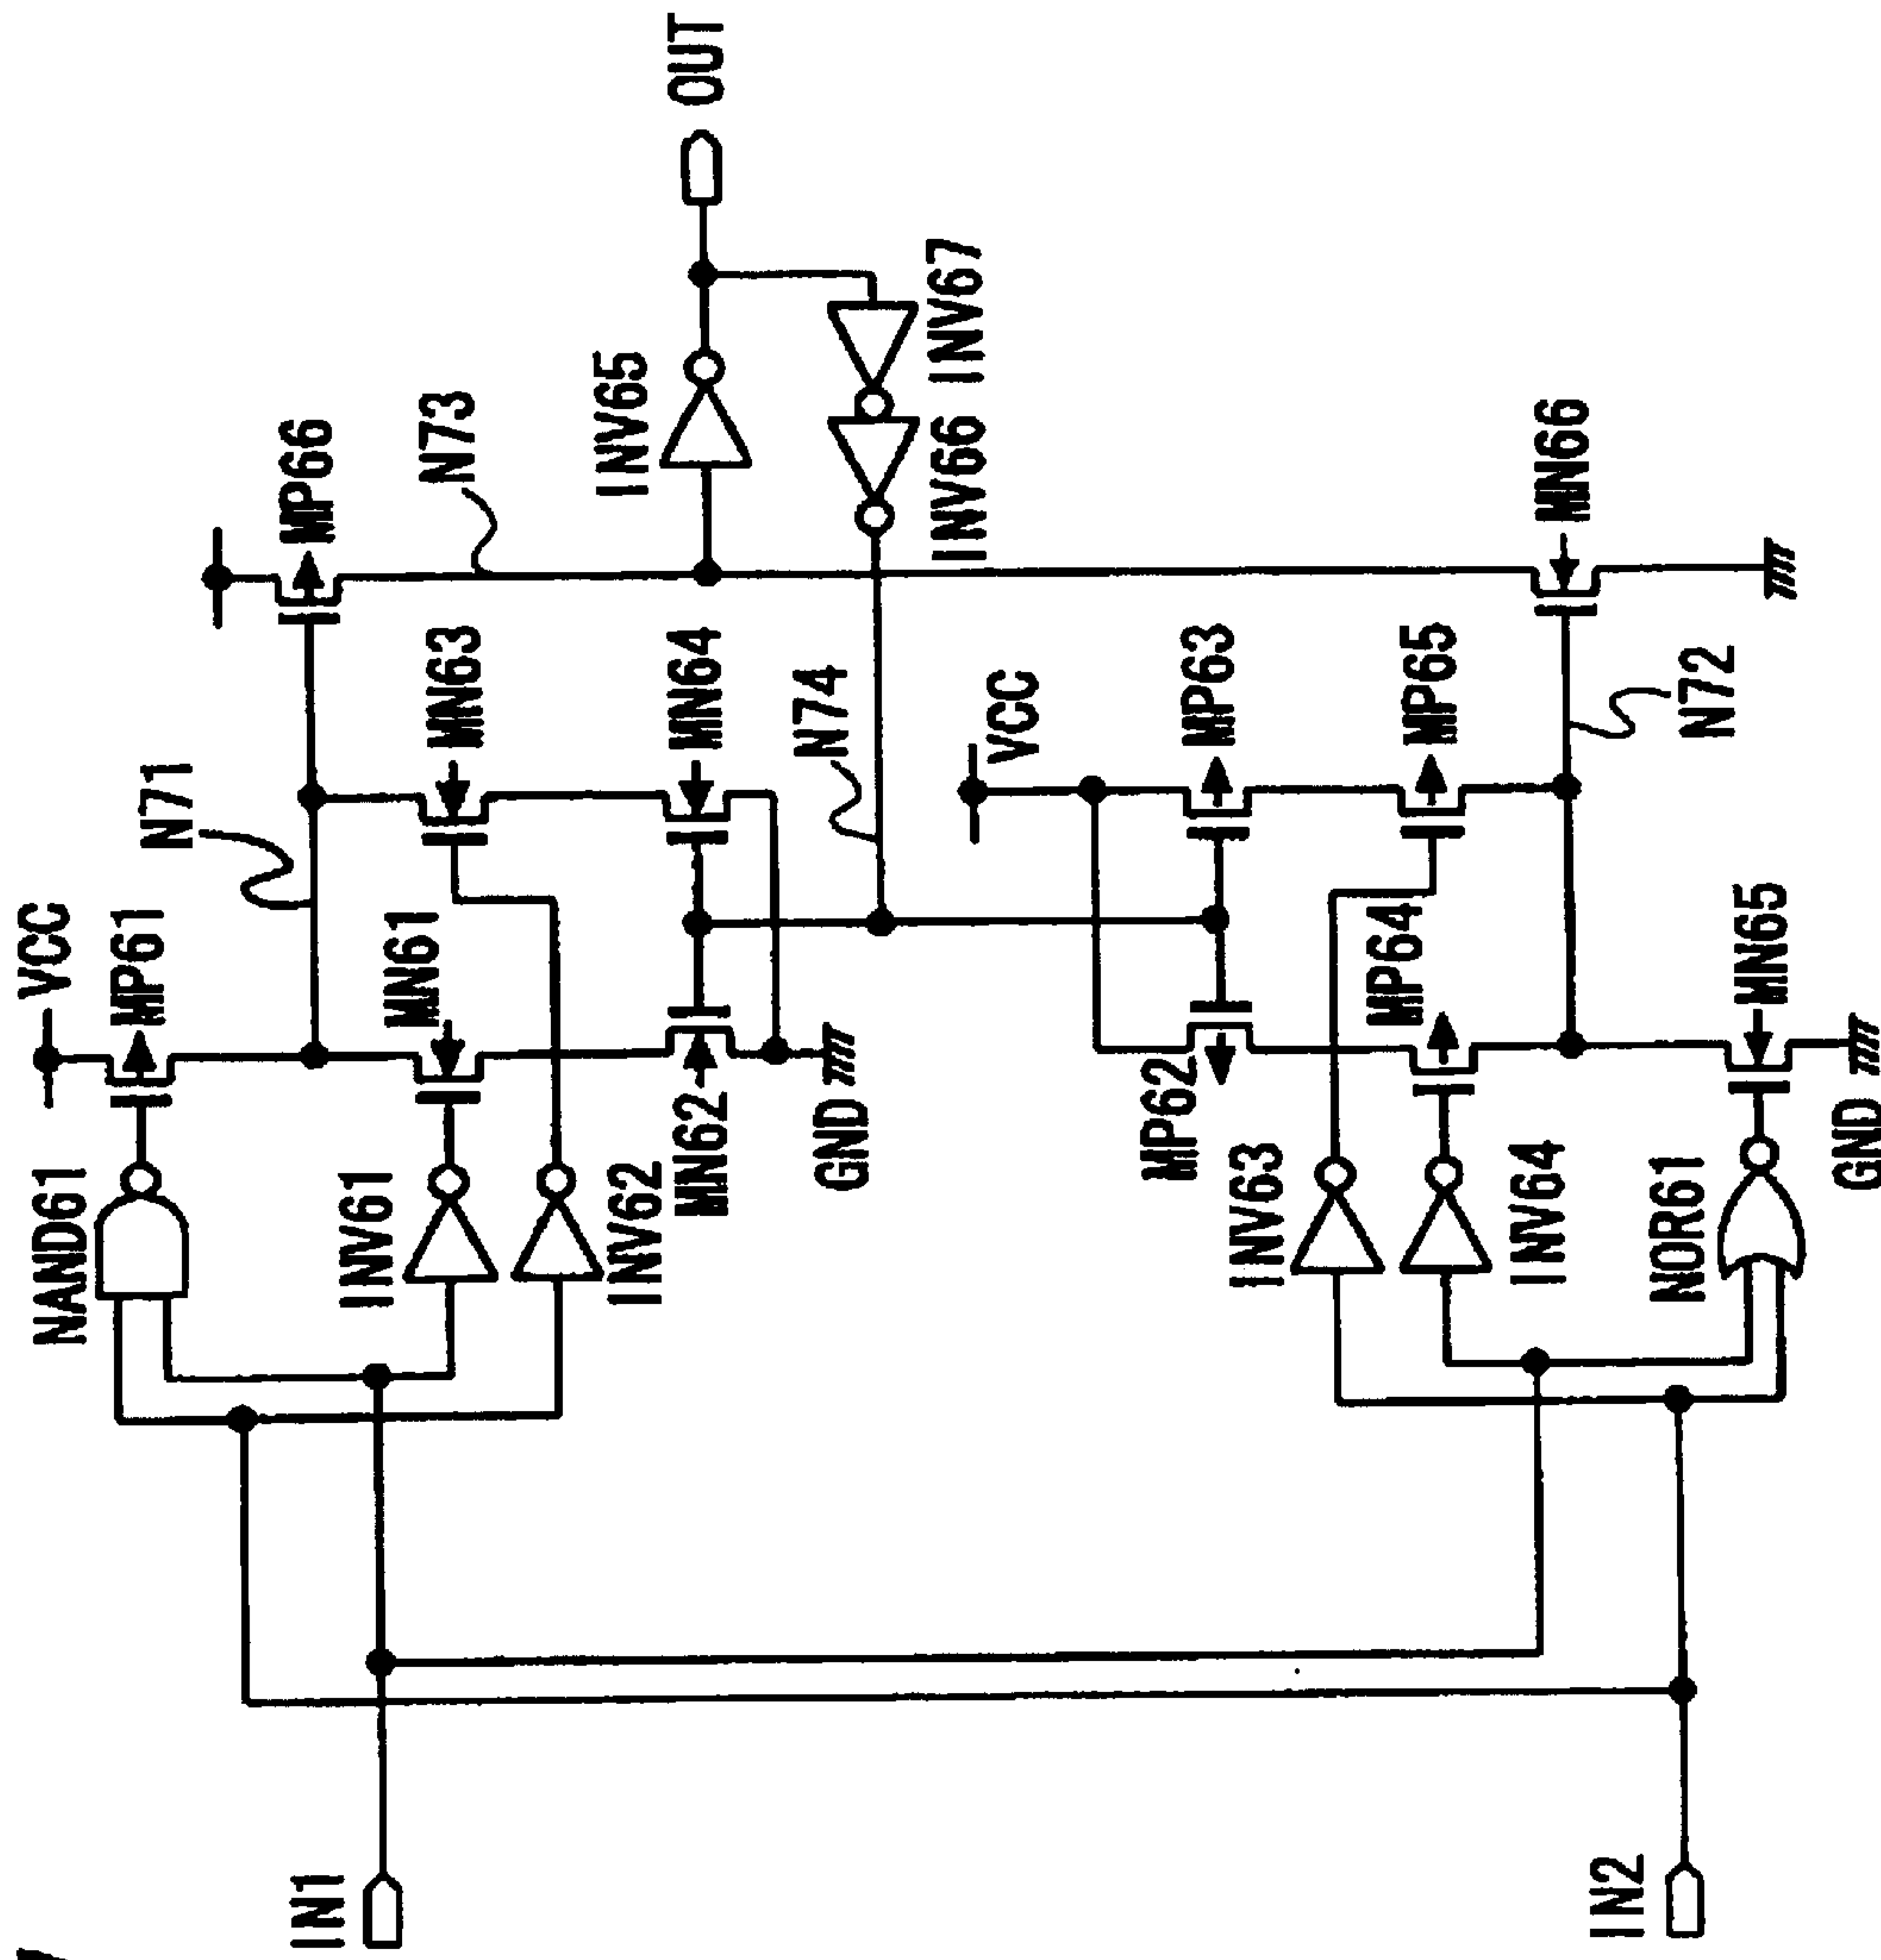 IN1
IN2
NAND61
INV61
INV62
INV63
INV64
NOR61
VCC
MP61
MN61
MN62
GND
MP62
MP64
MN65
GND
N71
MN63
MN64
N74
VCC
MP63
MP65
N72
MP66
N73
INV65
INV66
INV67
MN66
OUT